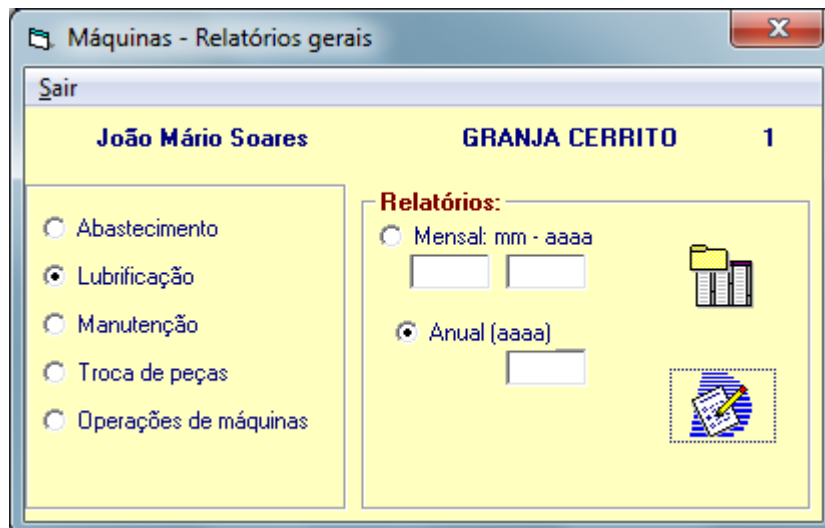 Máquinas - Relatórios gerais
Sair
João Mário Soares GRANJA CERRITO 1
Abastecimento
Lubrificação
Manutenção
Troca de peças
Operações de máquinas
Relatórios:
Mensal: mm - aaaa
Anual (aaaa)